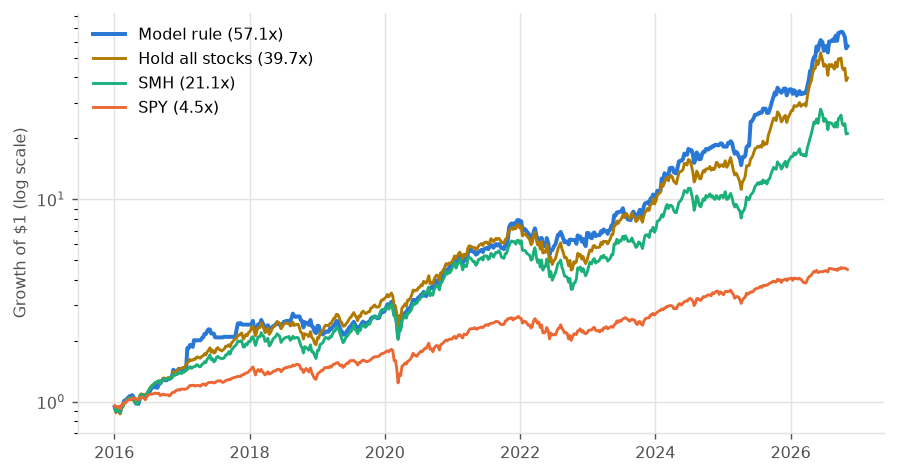 Model rule (57.1x)
Hold all stocks (39.7x)
SMH (21.1x)
SPY (4.5x)
Growth of $1 (log scale)
10¹
10⁰
2016 2018 2020 2022 2024 2026